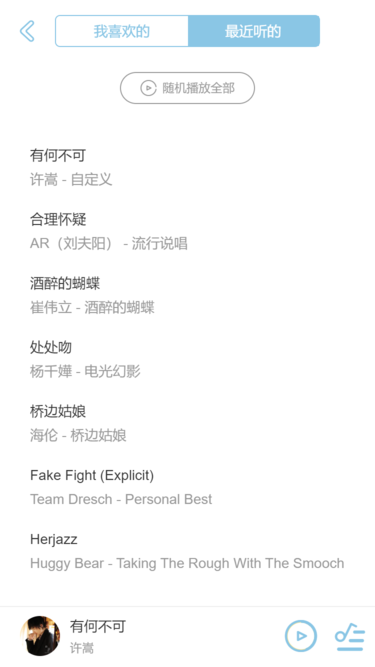 我喜欢的 最近听的
随机播放全部
有何不可
许嵩 - 自定义
合理怀疑
AR（刘夫阳） - 流行说唱
酒醉的蝴蝶
崔伟立 - 酒醉的蝴蝶
处处吻
杨千嬅 - 电光幻影
桥边姑娘
海伦 - 桥边姑娘
Fake Fight (Explicit)
Team Dresch - Personal Best
Herjazz
Huggy Bear - Taking The Rough With The Smooch
有何不可
许嵩